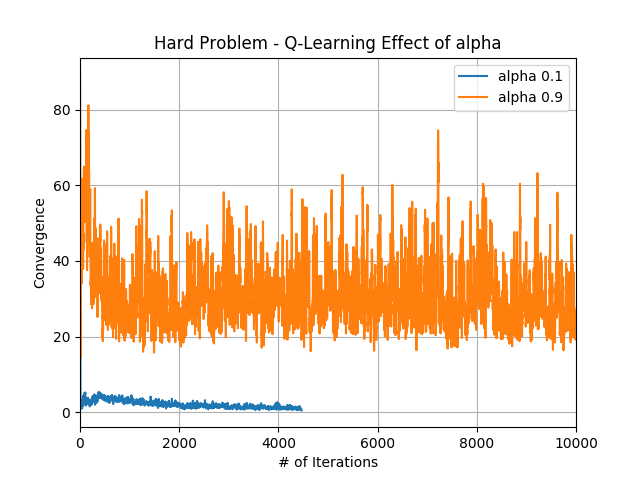 Hard Problem - Q-Learning Effect of alpha
alpha 0.1
alpha 0.9
Convergence
80
60
40
20
0
0 2000 4000 6000 8000 10000
# of Iterations